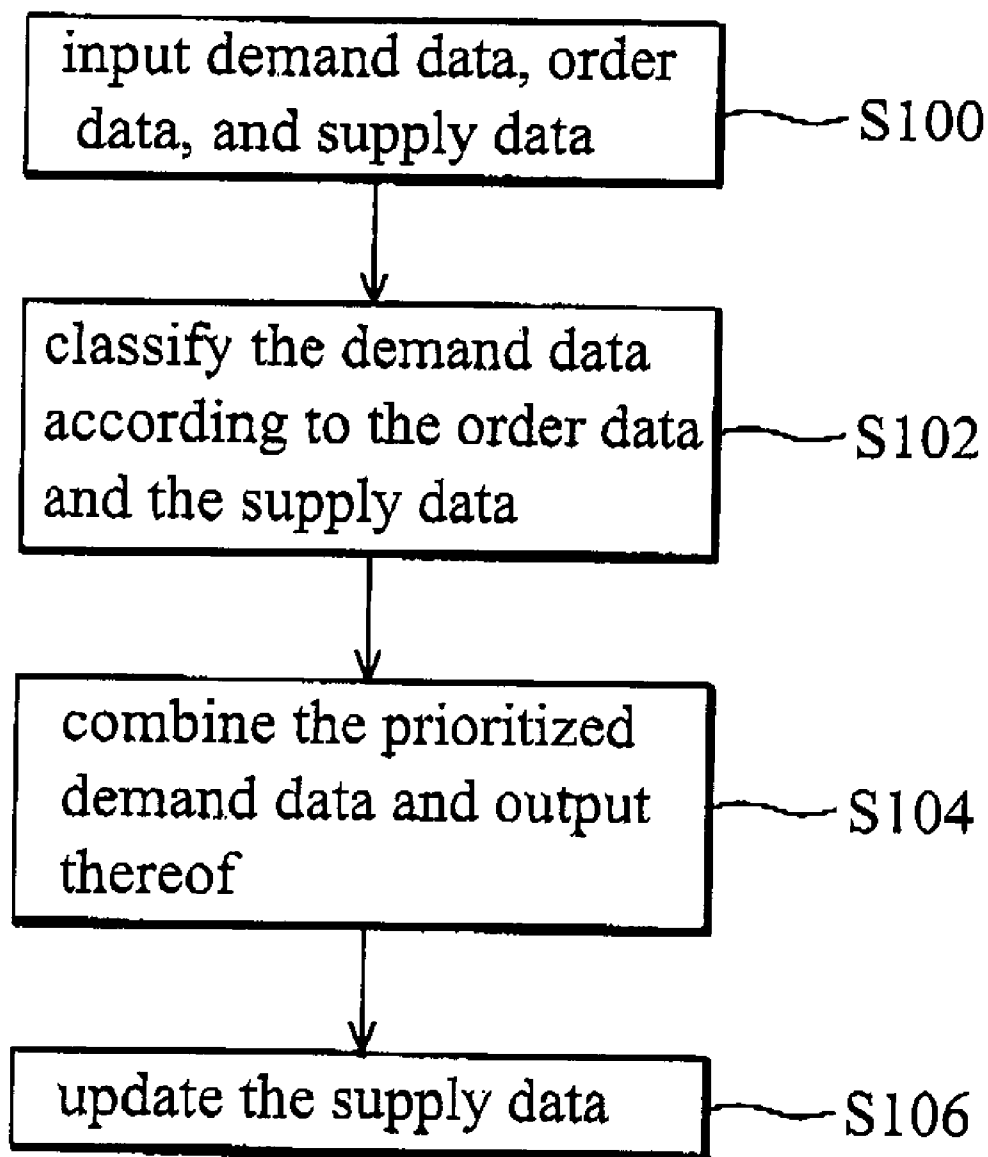 input demand data, order
data, and supply data
S100
classify the demand data
according to the order data
and the supply data
S102
combine the prioritized
demand data and output
thereof
S104
update the supply data
S106